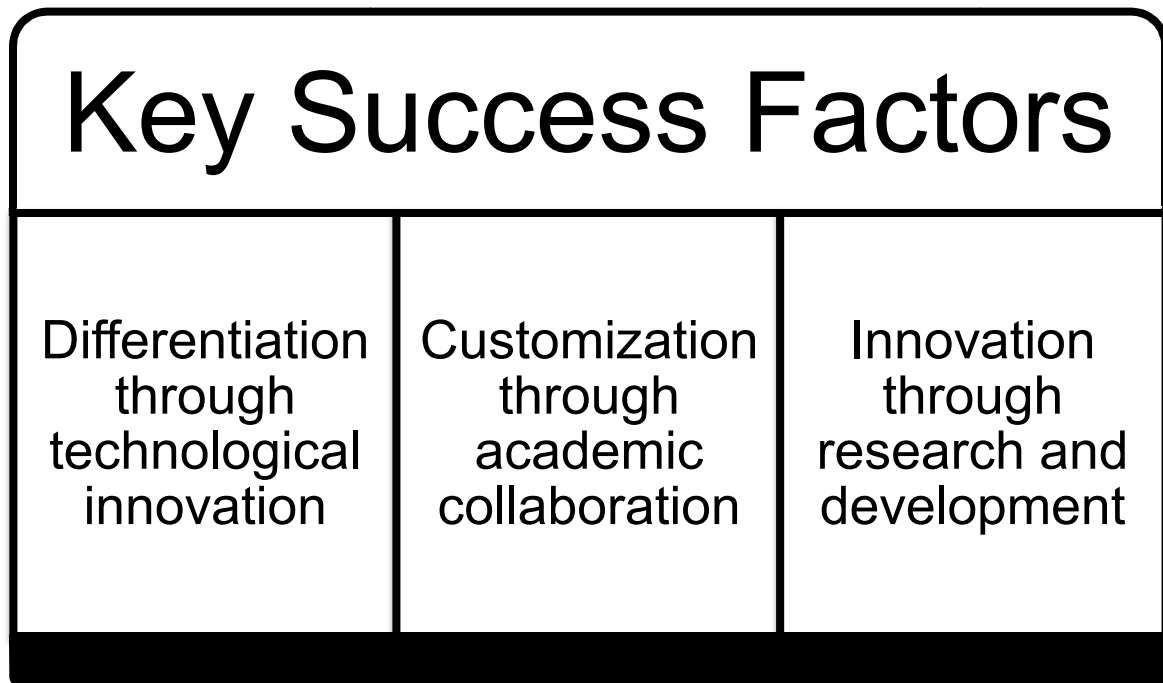 Key Success Factors
Differentiation
through
technological
innovation
Customization
through
academic
collaboration
Innovation
through
research and
development